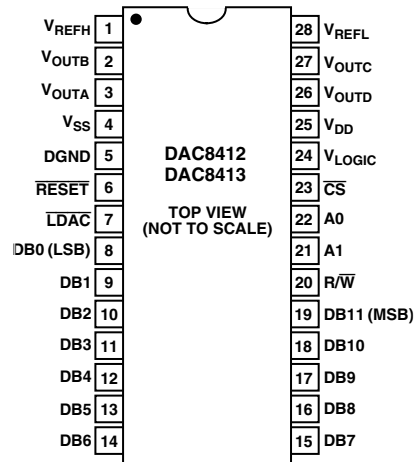 VREFH 1
VOUTB 2
VOUTA 3
VSS 4
DGND 5
RESET 6
LDAC 7
DB0 (LSB) 8
DB1 9
DB2 10
DB3 11
DB4 12
DB5 13
DB6 14
DAC8412
DAC8413
TOP VIEW
(NOT TO SCALE)
28 VREFL
27 VOUTC
26 VOUTD
25 VDD
24 VLOGIC
23 CS
22 A0
21 A1
20 R/W
19 DB11 (MSB)
18 DB10
17 DB9
16 DB8
15 DB7